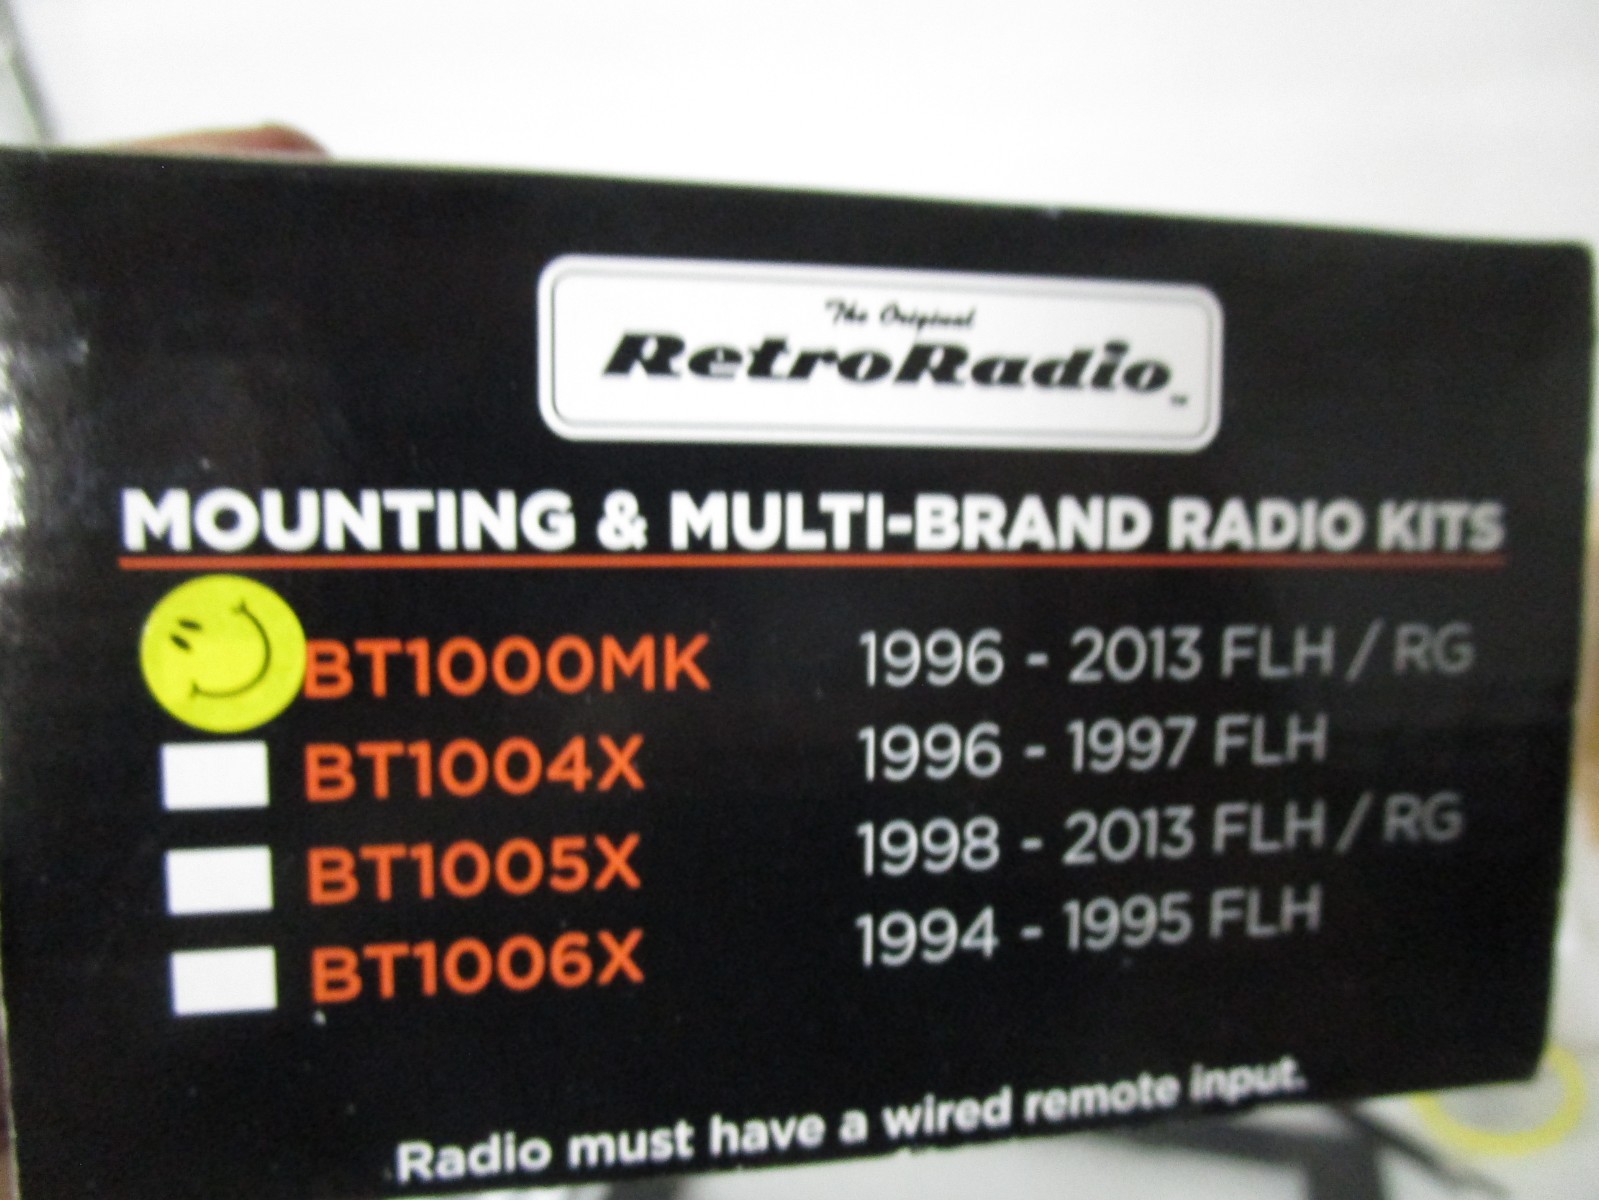 The Original
RetroRadio™
MOUNTING & MULTI-BRAND RADIO KITS
BT1000MK 1996 - 2013 FLH / RG
BT1004X 1996 - 1997 FLH
BT1005X 1998 - 2013 FLH / RG
BT1006X 1994 - 1995 FLH
Radio must have a wired remote input.